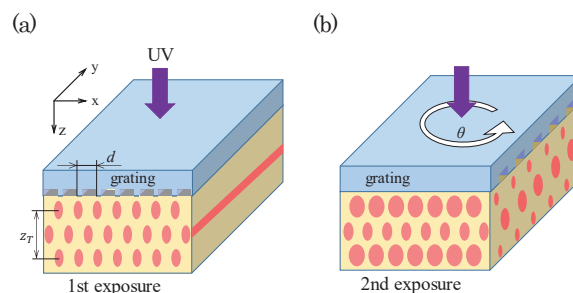 (a)
UV
y
x
z
d
grating
z_T
1st exposure
(b)
θ
grating
2nd exposure